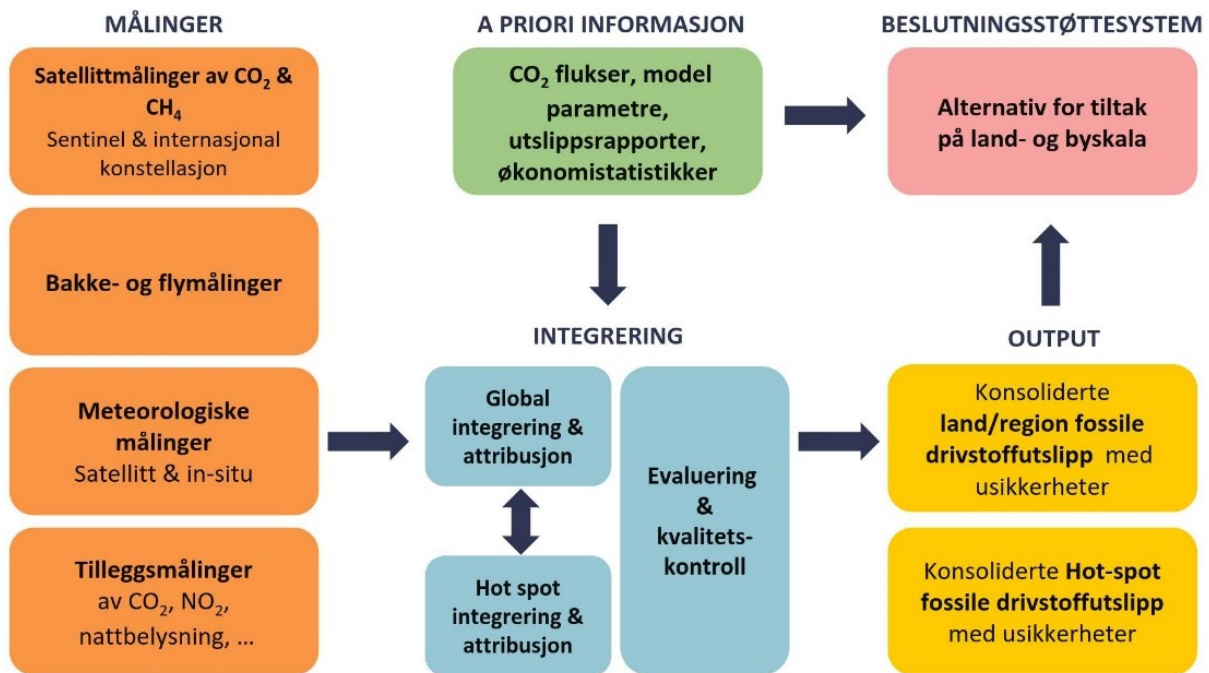 MÅLINGER
Satellittmålinger av CO₂ &
CH₄
Sentinel & internasjonal
konstellasjon
Bakke- og flymålinger
Meteorologiske
målinger
Satellitt & in-situ
Tilleggsmålinger
av CO₂, NO₂,
nattbelysning, ...
A PRIORI INFORMASJON
CO₂ flukser, model
parametre,
utslippsrapporter,
økonomistatistikker
INTEGRERING
Global
integrering &
attribusjon
Hot spot
integrering &
attribusjon
Evaluering
&
kvalitets-
kontroll
BESLUTNINGSSTØTTESYSTEM
Alternativ for tiltak
på land- og byskala
OUTPUT
Konsoliderte
land/region fossile
drivstoffutslipp med
usikkerheter
Konsoliderte Hot-spot
fossile drivstoffutslipp
med usikkerheter